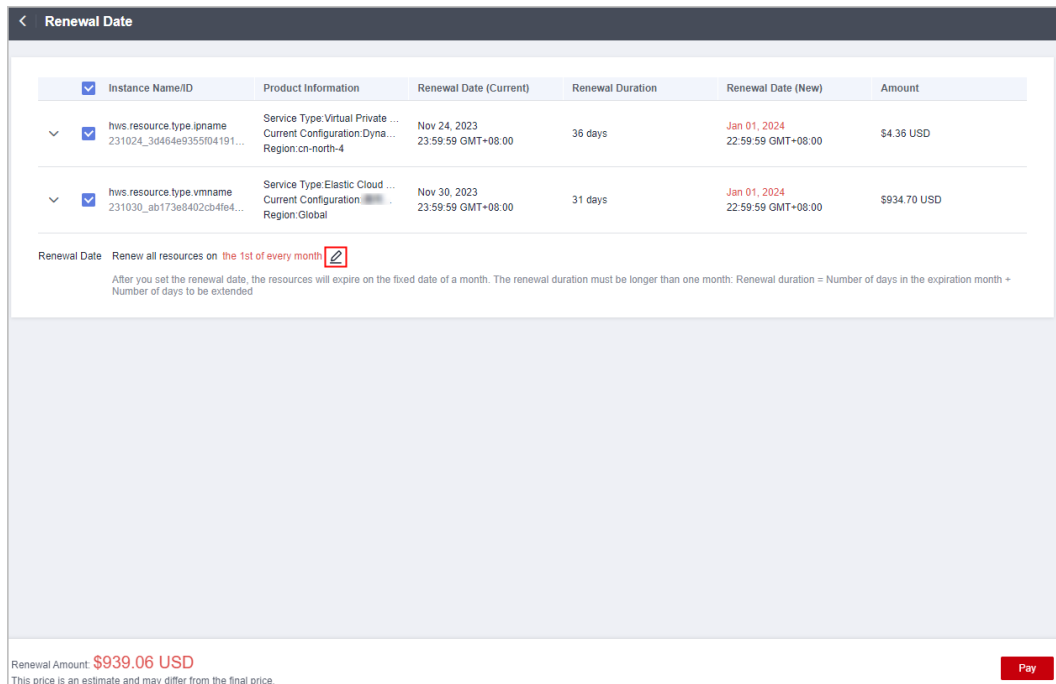 Renewal Date
Instance Name/ID Product Information Renewal Date (Current) Renewal Duration Renewal Date (New) Amount
hws.resource.type.ipname
231024_3d464e9355f04191...
Service Type:Virtual Private ...
Current Configuration:Dyna...
Region:cn-north-4
Nov 24, 2023
23:59:59 GMT+08:00
36 days
Jan 01, 2024
22:59:59 GMT+08:00
$4.36 USD
hws.resource.type.vmname
231030_ab173e8402cb4fe4...
Service Type:Elastic Cloud ...
Current Configuration:
Region:Global
Nov 30, 2023
23:59:59 GMT+08:00
31 days
Jan 01, 2024
22:59:59 GMT+08:00
$934.70 USD
Renewal Date Renew all resources on the 1st of every month
After you set the renewal date, the resources will expire on the fixed date of a month. The renewal duration must be longer than one month: Renewal duration = Number of days in the expiration month +
Number of days to be extended
Renewal Amount: $939.06 USD
This price is an estimate and may differ from the final price.
Pay